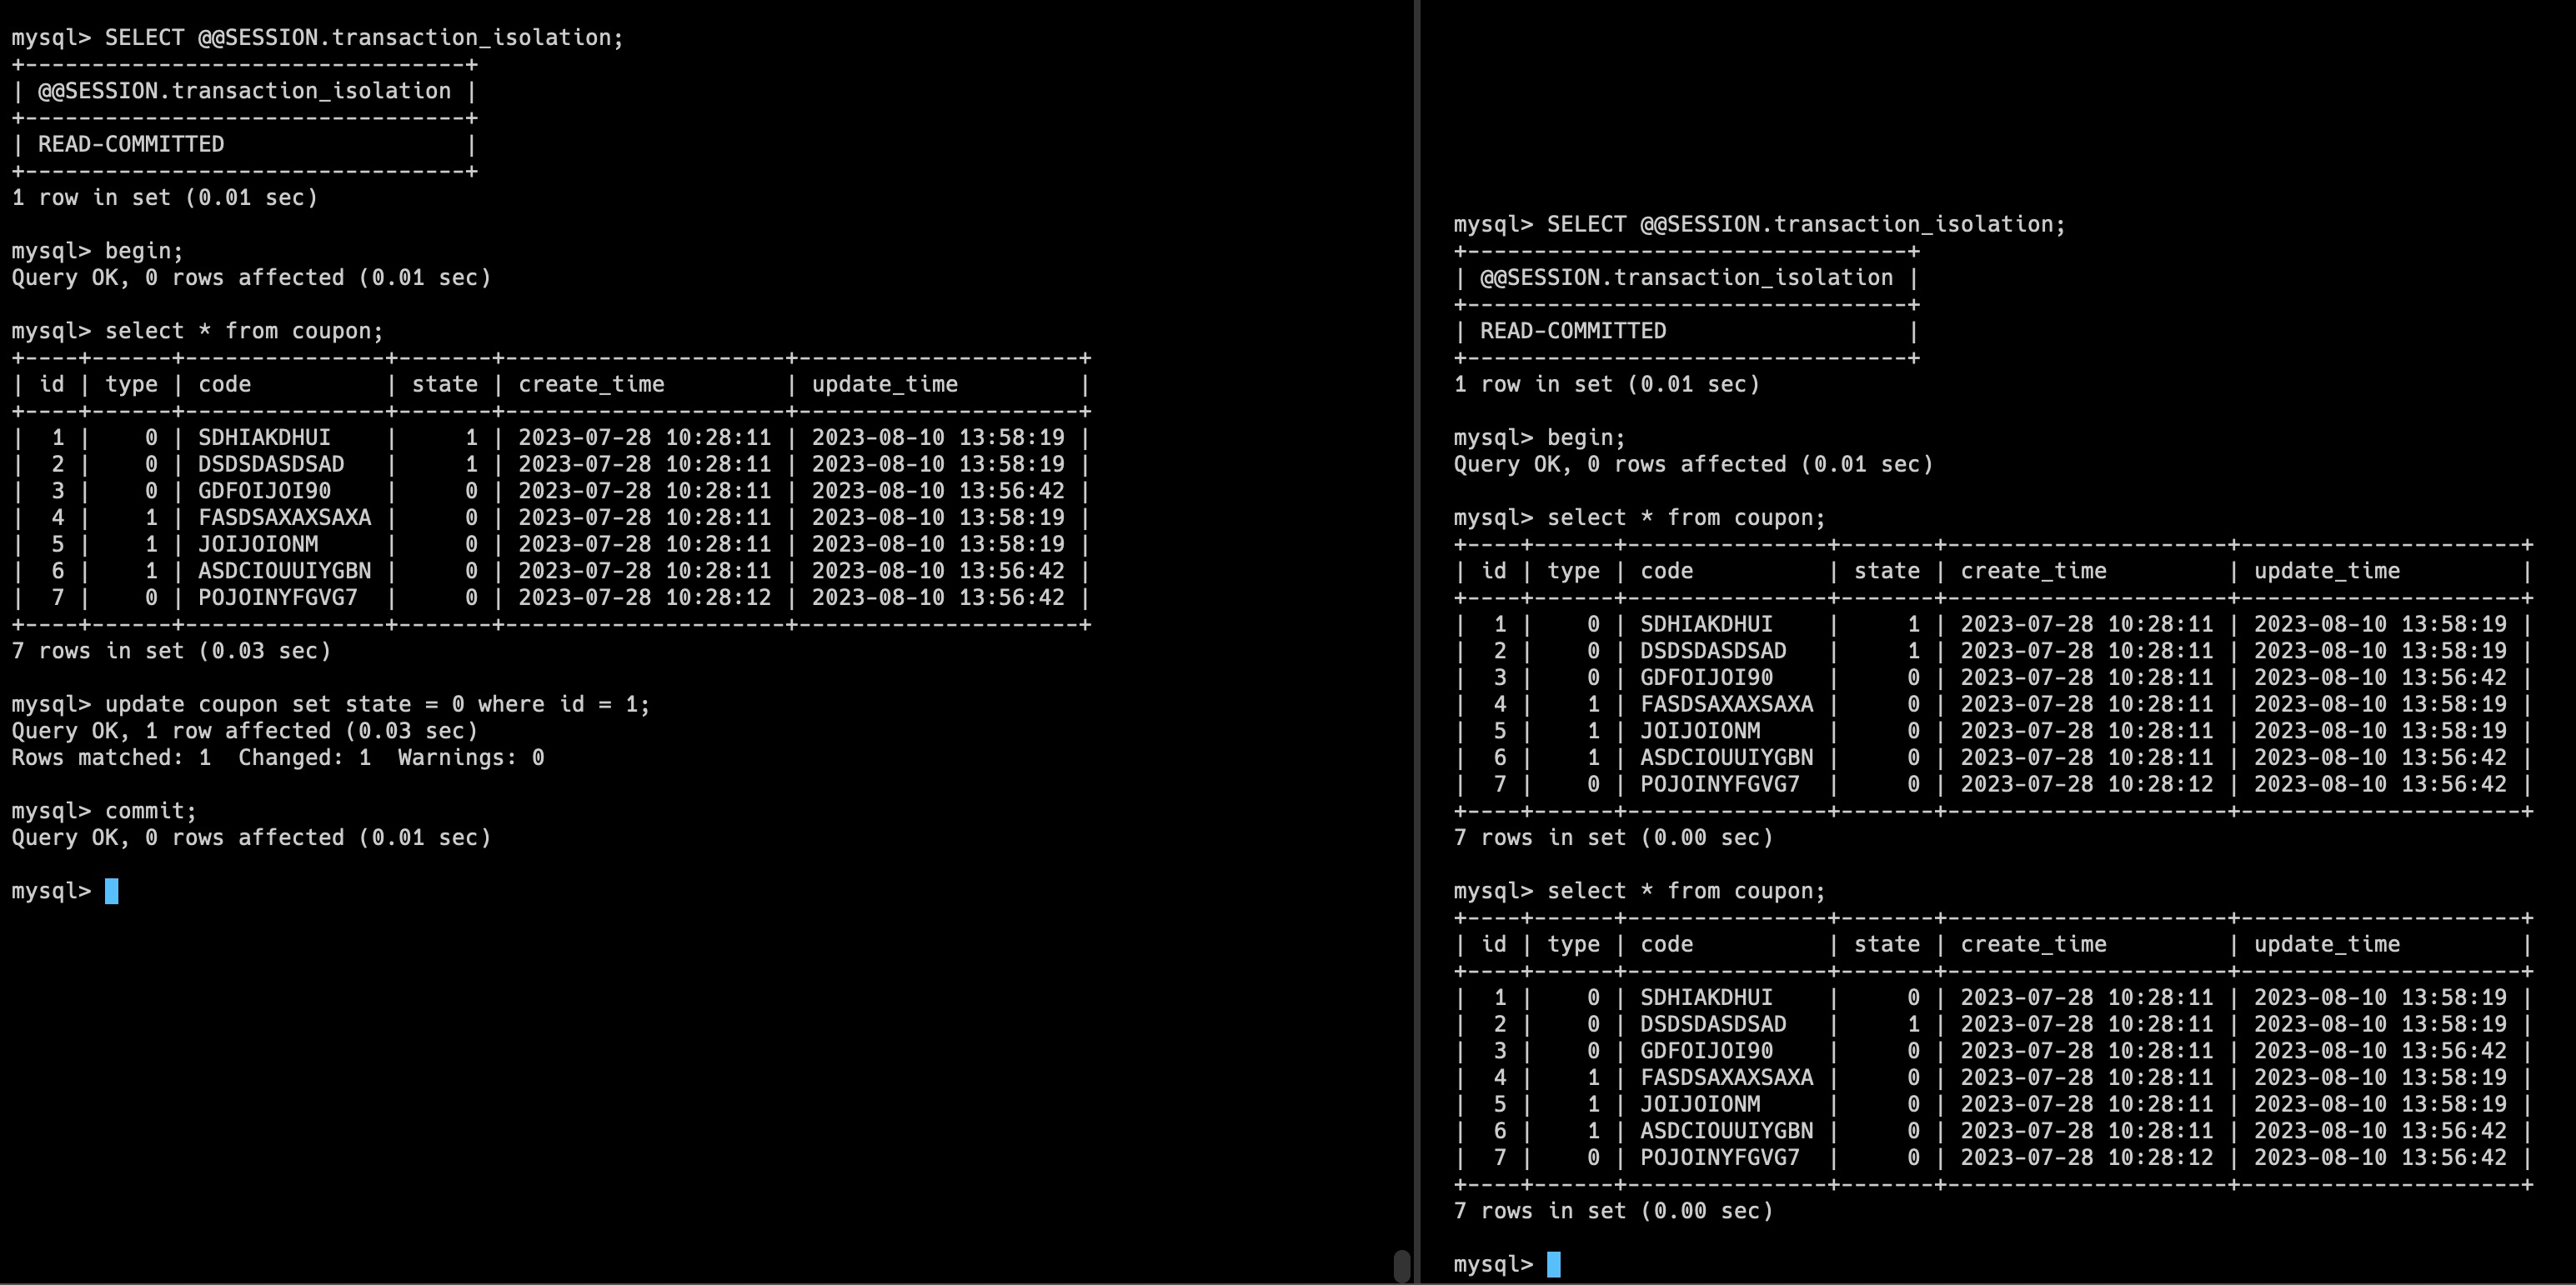 mysql> SELECT @@SESSION.transaction_isolation;
+---------------------------------+
| @@SESSION.transaction_isolation |
+---------------------------------+
| READ-COMMITTED                  |
+---------------------------------+
1 row in set (0.01 sec)
mysql> begin;
Query OK, 0 rows affected (0.01 sec)
mysql> select * from coupon;
+----+------+---------------+-------+---------------------+---------------------+
| id | type | code          | state | create_time         | update_time         |
+----+------+---------------+-------+---------------------+---------------------+
|  1 |    0 | SDHIAKDHUI    |     1 | 2023-07-28 10:28:11 | 2023-08-10 13:58:19 |
|  2 |    0 | DSDSDASDSAD   |     1 | 2023-07-28 10:28:11 | 2023-08-10 13:58:19 |
|  3 |    0 | GDFOIJOI90    |     0 | 2023-07-28 10:28:11 | 2023-08-10 13:56:42 |
|  4 |    1 | FASDSAXAXSAXA |     0 | 2023-07-28 10:28:11 | 2023-08-10 13:58:19 |
|  5 |    1 | JOIJOIONM     |     0 | 2023-07-28 10:28:11 | 2023-08-10 13:58:19 |
|  6 |    1 | ASDCIOUUIYGBN |     0 | 2023-07-28 10:28:11 | 2023-08-10 13:56:42 |
|  7 |    0 | POJOINYFGVG7  |     0 | 2023-07-28 10:28:12 | 2023-08-10 13:56:42 |
+----+------+---------------+-------+---------------------+---------------------+
7 rows in set (0.03 sec)
mysql> update coupon set state = 0 where id = 1;
Query OK, 1 row affected (0.03 sec)
Rows matched: 1  Changed: 1  Warnings: 0
mysql> commit;
Query OK, 0 rows affected (0.01 sec)
mysql>
mysql> SELECT @@SESSION.transaction_isolation;
+---------------------------------+
| @@SESSION.transaction_isolation |
+---------------------------------+
| READ-COMMITTED                  |
+---------------------------------+
1 row in set (0.01 sec)
mysql> begin;
Query OK, 0 rows affected (0.01 sec)
mysql> select * from coupon;
+----+------+---------------+-------+---------------------+---------------------+
| id | type | code          | state | create_time         | update_time         |
+----+------+---------------+-------+---------------------+---------------------+
|  1 |    0 | SDHIAKDHUI    |     1 | 2023-07-28 10:28:11 | 2023-08-10 13:58:19 |
|  2 |    0 | DSDSDASDSAD   |     1 | 2023-07-28 10:28:11 | 2023-08-10 13:58:19 |
|  3 |    0 | GDFOIJOI90    |     0 | 2023-07-28 10:28:11 | 2023-08-10 13:56:42 |
|  4 |    1 | FASDSAXAXSAXA |     0 | 2023-07-28 10:28:11 | 2023-08-10 13:58:19 |
|  5 |    1 | JOIJOIONM     |     0 | 2023-07-28 10:28:11 | 2023-08-10 13:58:19 |
|  6 |    1 | ASDCIOUUIYGBN |     0 | 2023-07-28 10:28:11 | 2023-08-10 13:56:42 |
|  7 |    0 | POJOINYFGVG7  |     0 | 2023-07-28 10:28:12 | 2023-08-10 13:56:42 |
+----+------+---------------+-------+---------------------+---------------------+
7 rows in set (0.00 sec)
mysql> select * from coupon;
+----+------+---------------+-------+---------------------+---------------------+
| id | type | code          | state | create_time         | update_time         |
+----+------+---------------+-------+---------------------+---------------------+
|  1 |    0 | SDHIAKDHUI    |     0 | 2023-07-28 10:28:11 | 2023-08-10 13:58:19 |
|  2 |    0 | DSDSDASDSAD   |     1 | 2023-07-28 10:28:11 | 2023-08-10 13:58:19 |
|  3 |    0 | GDFOIJOI90    |     0 | 2023-07-28 10:28:11 | 2023-08-10 13:56:42 |
|  4 |    1 | FASDSAXAXSAXA |     0 | 2023-07-28 10:28:11 | 2023-08-10 13:58:19 |
|  5 |    1 | JOIJOIONM     |     0 | 2023-07-28 10:28:11 | 2023-08-10 13:58:19 |
|  6 |    1 | ASDCIOUUIYGBN |     0 | 2023-07-28 10:28:11 | 2023-08-10 13:56:42 |
|  7 |    0 | POJOINYFGVG7  |     0 | 2023-07-28 10:28:12 | 2023-08-10 13:56:42 |
+----+------+---------------+-------+---------------------+---------------------+
7 rows in set (0.00 sec)
mysql>